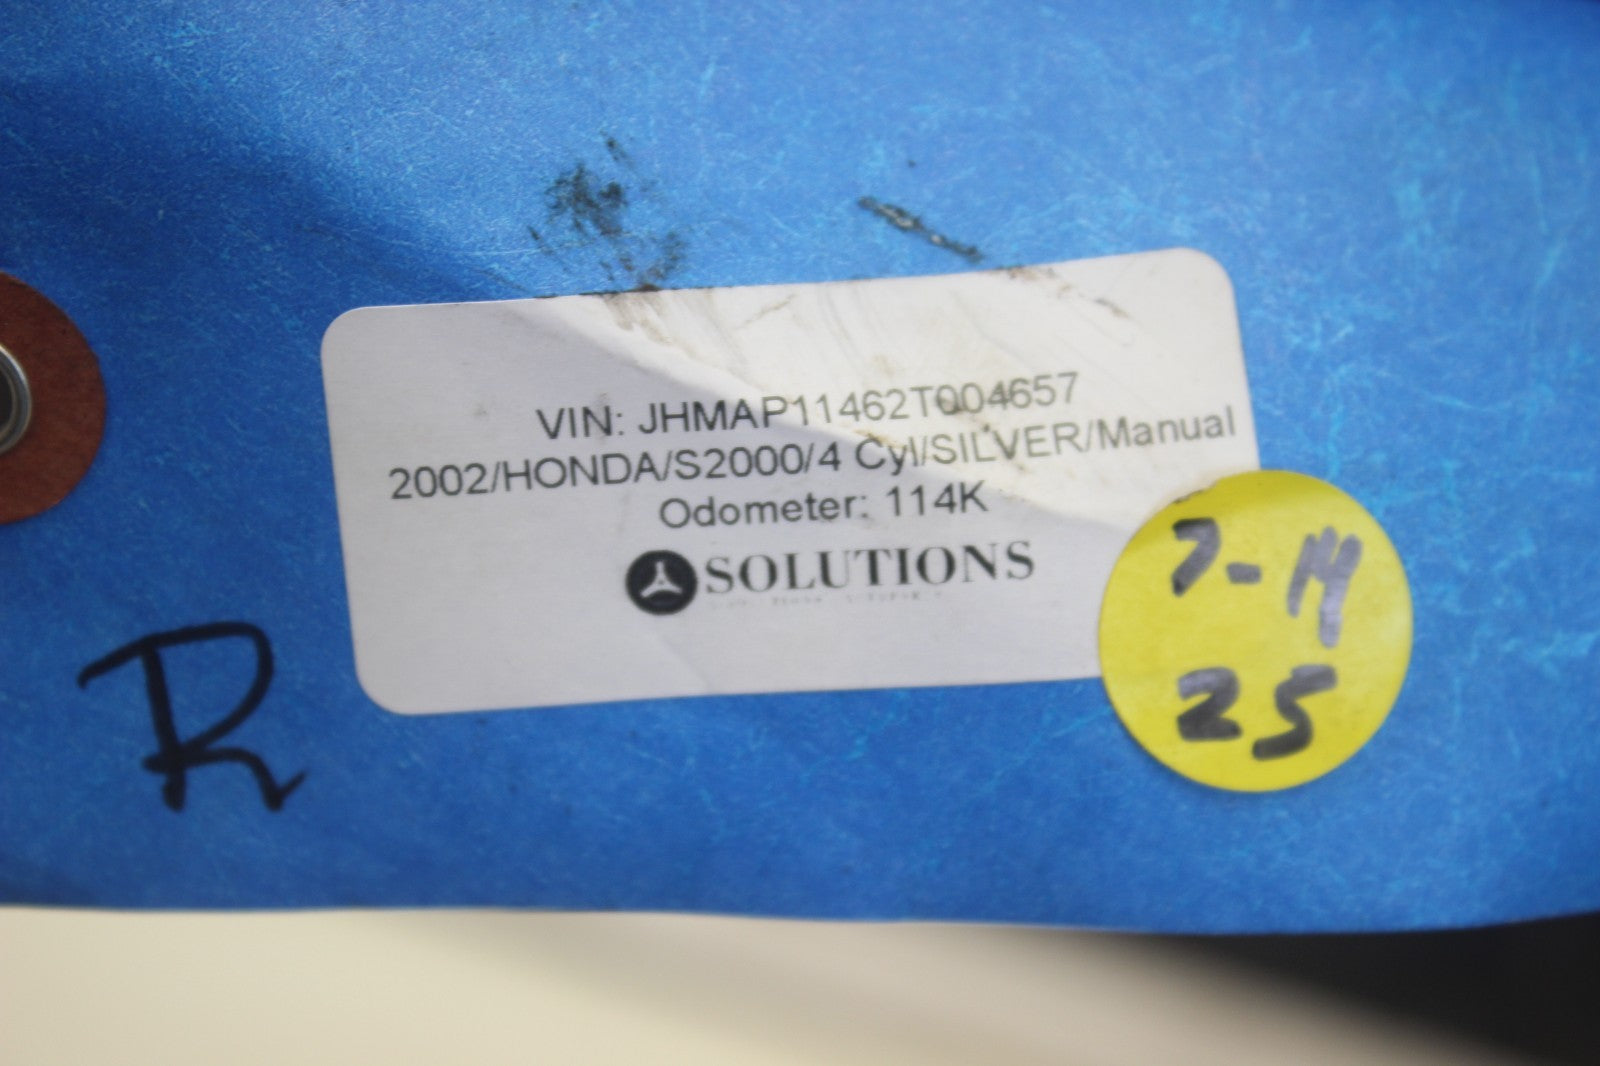 VIN: JHMAP11462T004657
2002/HONDA/S2000/4 Cyl/SILVER/Manual
Odometer: 114K
SOLUTIONS
7-14
25
R